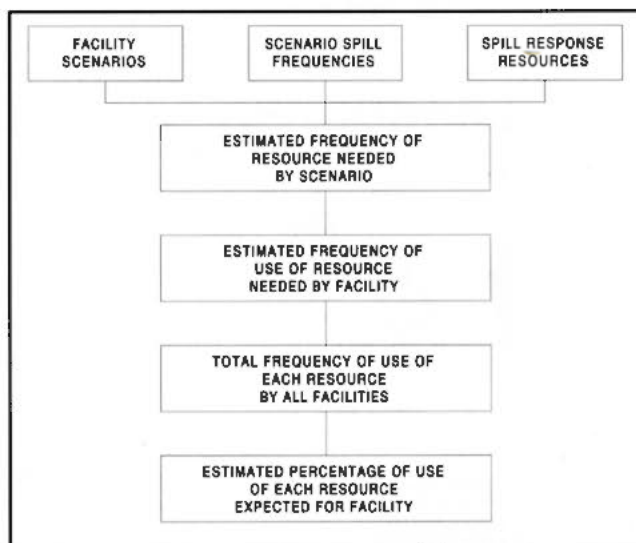 FACILITY
SCENARIOS
SCENARIO SPILL
FREQUENCIES
SPILL RESPONSE
RESOURCES
ESTIMATED FREQUENCY OF
RESOURCE NEEDED
BY SCENARIO
ESTIMATED FREQUENCY OF
USE OF RESOURCE
NEEDED BY FACILITY
TOTAL FREQUENCY OF USE OF
EACH RESOURCE
BY ALL FACILITIES
ESTIMATED PERCENTAGE OF USE
OF EACH RESOURCE
EXPECTED FOR FACILITY